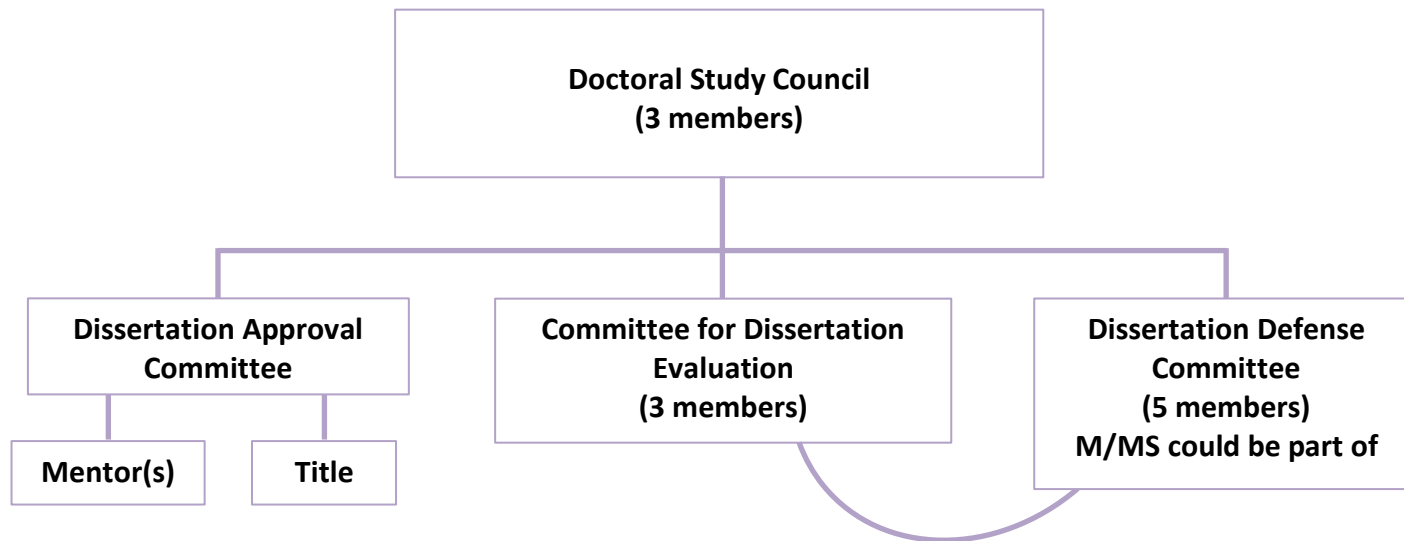 Doctoral Study Council
(3 members)
Dissertation Approval
Committee
Mentor(s)
Title
Committee for Dissertation
Evaluation
(3 members)
Dissertation Defense
Committee
(5 members)
M/MS could be part of